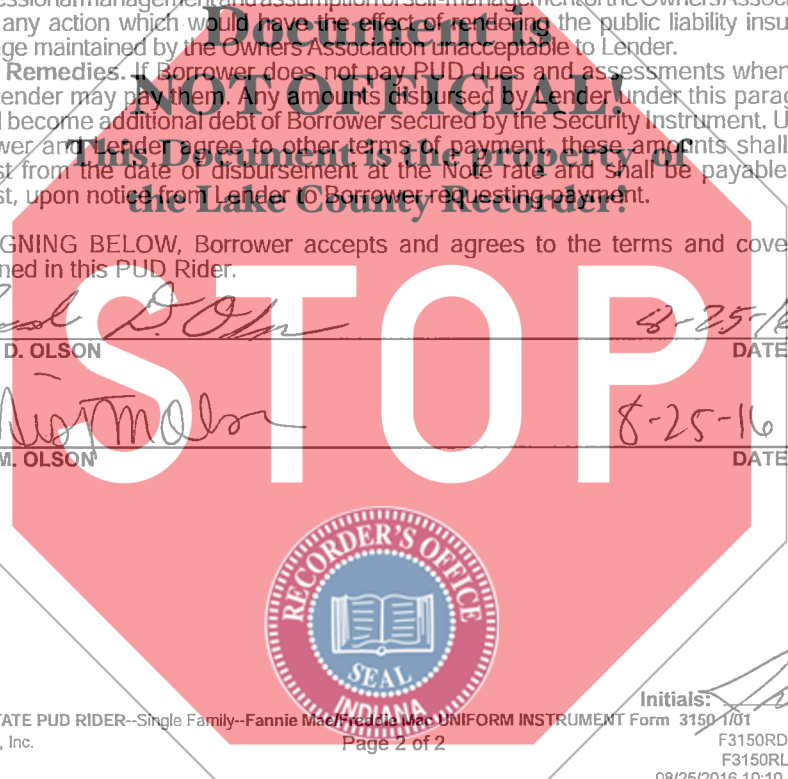 essionalmanagementandassumptionofself-managementoftheOwnersAssoci
any action which would have the effect of rendering the public liability insu
Document is
ge maintained by the Owners Association unacceptable to Lender.
Remedies. If Borrower does not pay PUD dues and assessments when
NOT OFFICIAL!
ender may pay them. Any amounts disbursed by Lender under this parag
l become additional debt of Borrower secured by the Security Instrument. U
wer and Lender agree to other terms of payment, these amounts shall
This Document is the property of
st from the date of disbursement at the Note rate and shall be payable
st, upon notice from Lender to Borrower requesting payment.
the Lake County Recorder!
GNING BELOW, Borrower accepts and agrees to the terms and cove
ned in this PUD Rider.
STOP
D. Olson 8-25-16
D. OLSON DATE
M Olson 8-25-16
M. OLSON DATE
RECORDER'S OFFICE
SEAL
INDIANA
Initials:
TATE PUD RIDER--Single Family--Fannie Mae/Freddie Mac UNIFORM INSTRUMENT Form 3150 1/01
, Inc. Page 2 of 2 F3150RD
F3150RL
08/25/2016 10:10